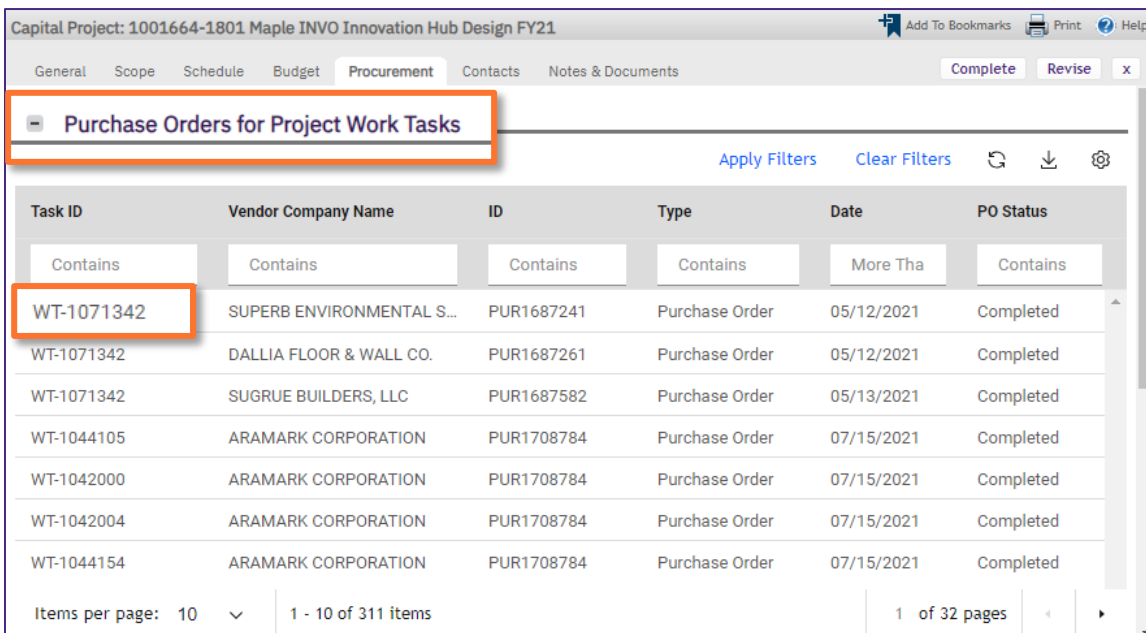 Capital Project: 1001664-1801 Maple INVO Innovation Hub Design FY21 Add To Bookmarks Print Help
General Scope Schedule Budget Procurement Contacts Notes & Documents Complete Revise x
Purchase Orders for Project Work Tasks
Apply Filters Clear Filters
Task ID Vendor Company Name ID Type Date PO Status
Contains Contains Contains Contains More Tha Contains
WT-1071342 SUPERB ENVIRONMENTAL S... PUR1687241 Purchase Order 05/12/2021 Completed
WT-1071342 DALLIA FLOOR & WALL CO. PUR1687261 Purchase Order 05/12/2021 Completed
WT-1071342 SUGRUE BUILDERS, LLC PUR1687582 Purchase Order 05/13/2021 Completed
WT-1044105 ARAMARK CORPORATION PUR1708784 Purchase Order 07/15/2021 Completed
WT-1042000 ARAMARK CORPORATION PUR1708784 Purchase Order 07/15/2021 Completed
WT-1042004 ARAMARK CORPORATION PUR1708784 Purchase Order 07/15/2021 Completed
WT-1044154 ARAMARK CORPORATION PUR1708784 Purchase Order 07/15/2021 Completed
Items per page: 10 1 - 10 of 311 items 1 of 32 pages